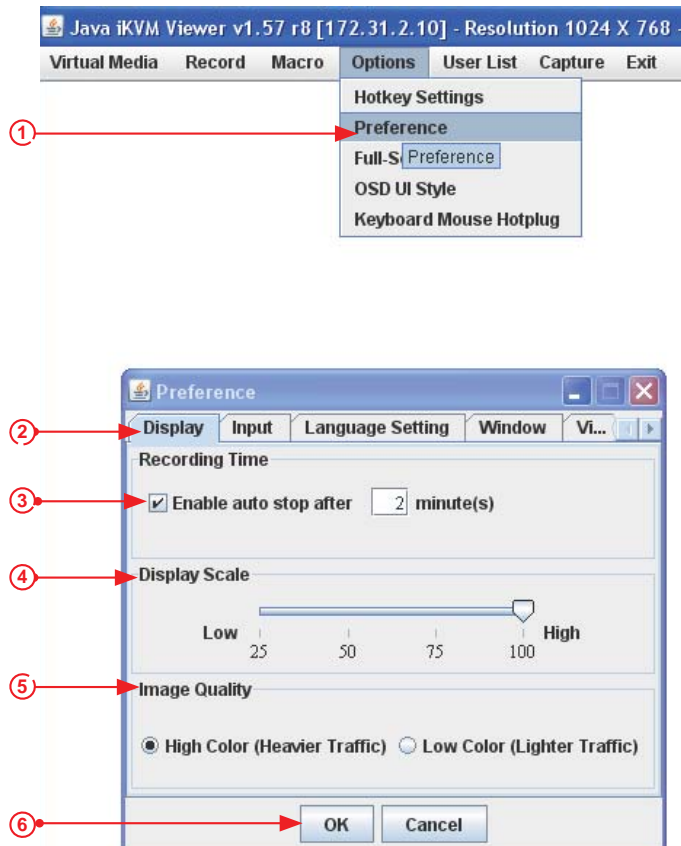 Java iKVM Viewer v1.57 r8 [172.31.2.10] - Resolution 1024 X 768 -
Virtual Media Record Macro Options User List Capture Exit
Hotkey Settings
1
Preference
Full-S Preference
OSD UI Style
Keyboard Mouse Hotplug
Preference
2
Display Input Language Setting Window Vi...
Recording Time
3
Enable auto stop after 2 minute(s)
4
Display Scale
Low High
25 50 75 100
5
Image Quality
High Color (Heavier Traffic) Low Color (Lighter Traffic)
6
OK Cancel